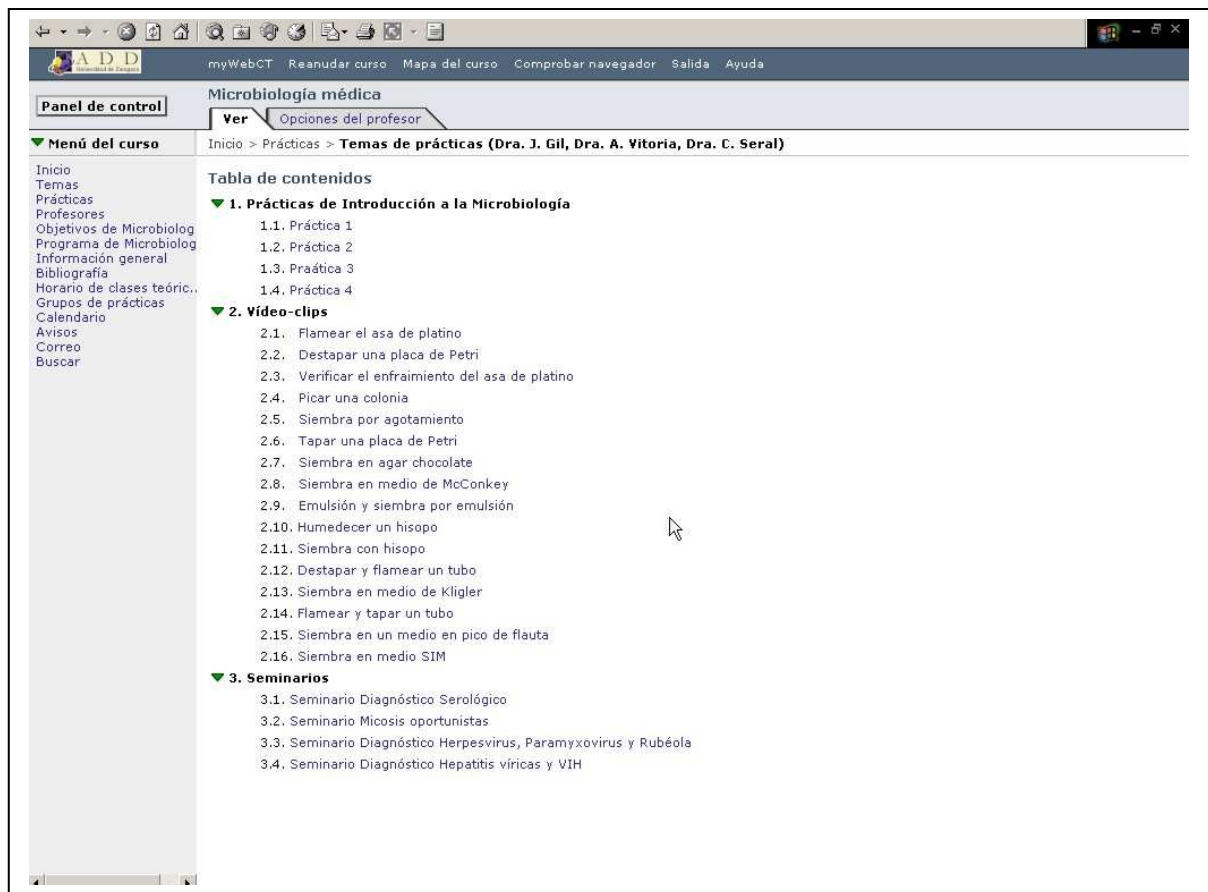 A D D
Universidad de Zaragoza
myWebCT Reanudar curso Mapa del curso Comprobar navegador Salida Ayuda
Panel de control
Microbiología médica
Ver Opciones del profesor
Menú del curso
Inicio > Prácticas > Temas de prácticas (Dra. J. Gil, Dra. A. Vitoria, Dra. C. Seral)
Inicio
Temas
Prácticas
Profesores
Objetivos de Microbiolog
Programa de Microbiolog
Información general
Bibliografía
Horario de clases teóric..
Grupos de prácticas
Calendario
Avisos
Correo
Buscar
Tabla de contenidos
1. Prácticas de Introducción a la Microbiología
1.1. Práctica 1
1.2. Práctica 2
1.3. Praática 3
1.4. Práctica 4
2. Vídeo-clips
2.1. Flamear el asa de platino
2.2. Destapar una placa de Petri
2.3. Verificar el enfraimiento del asa de platino
2.4. Picar una colonia
2.5. Siembra por agotamiento
2.6. Tapar una placa de Petri
2.7. Siembra en agar chocolate
2.8. Siembra en medio de McConkey
2.9. Emulsión y siembra por emulsión
2.10. Humedecer un hisopo
2.11. Siembra con hisopo
2.12. Destapar y flamear un tubo
2.13. Siembra en medio de Kligler
2.14. Flamear y tapar un tubo
2.15. Siembra en un medio en pico de flauta
2.16. Siembra en medio SIM
3. Seminarios
3.1. Seminario Diagnóstico Serológico
3.2. Seminario Micosis oportunistas
3.3. Seminario Diagnóstico Herpesvirus, Paramyxovirus y Rubéola
3.4. Seminario Diagnóstico Hepatitis víricas y VIH